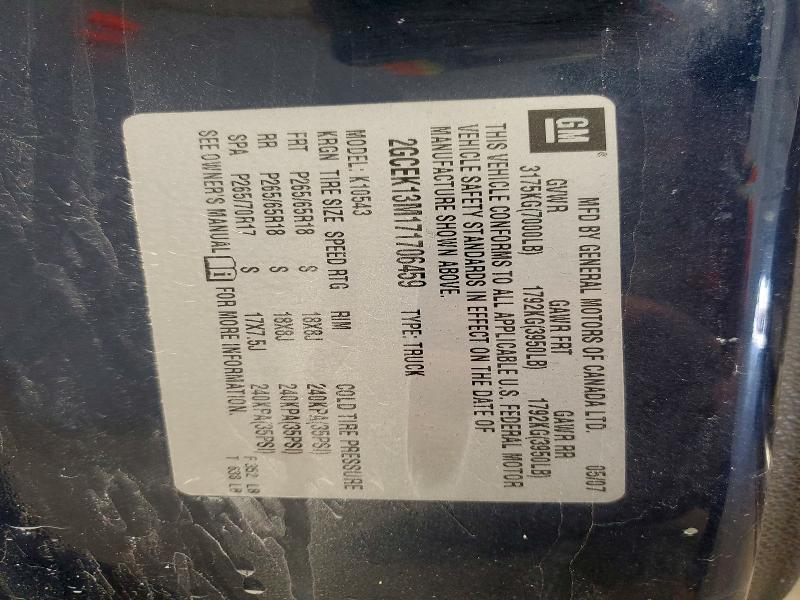 GM ®
MFD BY GENERAL MOTORS OF CANADA LTD. 05/07
GVWR GAWR FRT GAWR RR
3175KG(7000LB) 1792KG(3950LB) 1792KG(3950LB)
THIS VEHICLE CONFORMS TO ALL APPLICABLE U.S. FEDERAL MOTOR
VEHICLE SAFETY STANDARDS IN EFFECT ON THE DATE OF
MANUFACTURE SHOWN ABOVE.
2GCEK13M171706459 TYPE: TRUCK
MODEL: K10543
KRGN TIRE SIZE SPEED RTG RIM COLD TIRE PRESSURE
FRT P265/65R18 S 18X8J 240KPA(35PSI)
RR P265/65R18 S 18X8J 240KPA(35PSI)
SPA P265/70R17 S 17X7.5J 240KPA(35PSI)
SEE OWNER'S MANUAL FOR MORE INFORMATION.
F 352 LB
T 638 LB